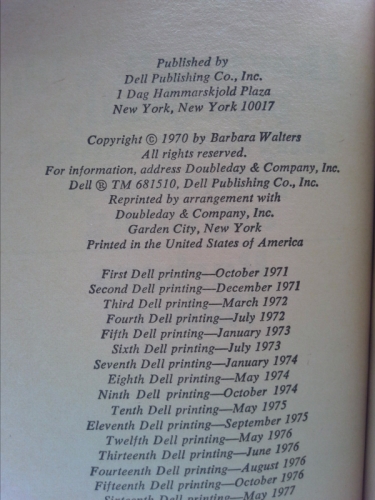 Published by
Dell Publishing Co., Inc.
1 Dag Hammarskjold Plaza
New York, New York 10017
Copyright © 1970 by Barbara Walters
All rights reserved.
For information, address Doubleday & Company, Inc.
Dell ® TM 681510, Dell Publishing Co., Inc.
Reprinted by arrangement with
Doubleday & Company, Inc.
Garden City, New York
Printed in the United States of America
First Dell printing—October 1971
Second Dell printing—December 1971
Third Dell printing—March 1972
Fourth Dell printing—July 1972
Fifth Dell printing—January 1973
Sixth Dell printing—July 1973
Seventh Dell printing—January 1974
Eighth Dell printing—May 1974
Ninth Dell printing—October 1974
Tenth Dell printing—May 1975
Eleventh Dell printing—September 1975
Twelfth Dell printing—May 1976
Thirteenth Dell printing—June 1976
Fourteenth Dell printing—August 1976
Fifteenth Dell printing—October 1976
Sixteenth Dell printing—May 1977